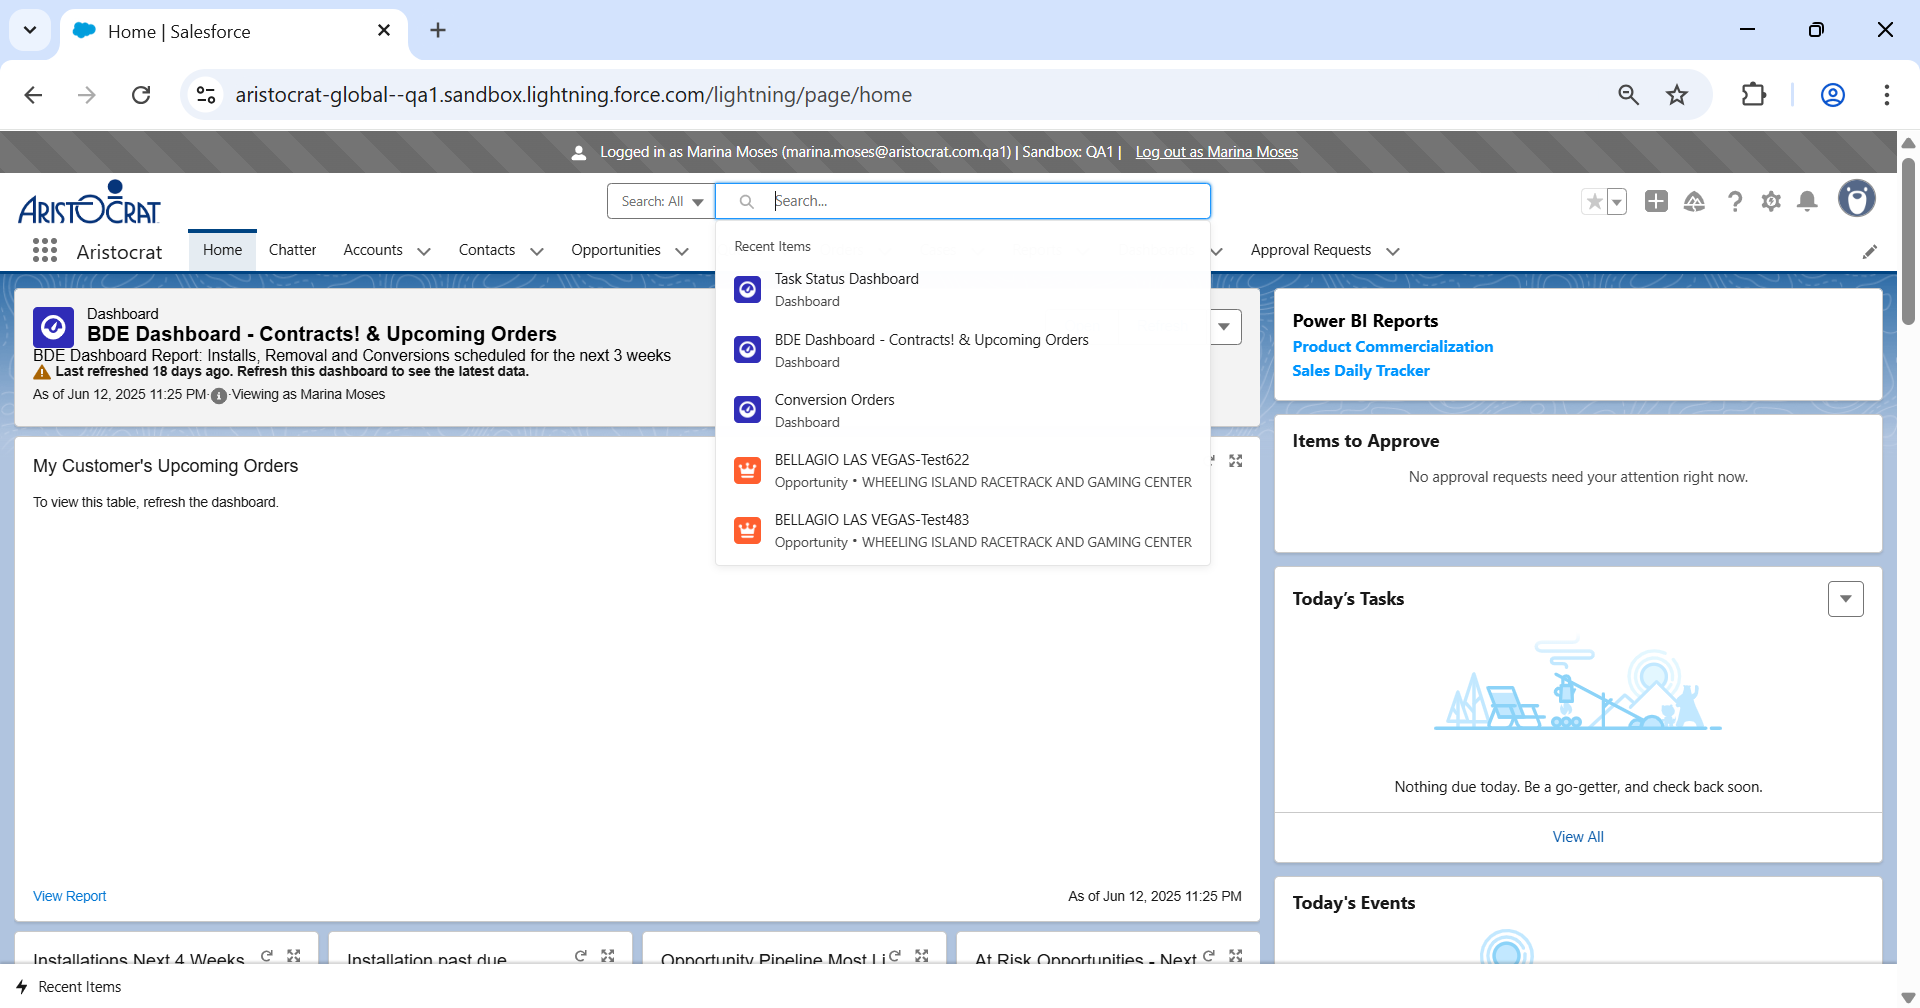 Home | Salesforce
aristocrat-global--qa1.sandbox.lightning.force.com/lightning/page/home
Logged in as Marina Moses (marina.moses@aristocrat.com.qa1) | Sandbox: QA1 | Log out as Marina Moses
ARISTOCRAT
Search: All
Search...
Aristocrat
Home
Chatter
Accounts
Contacts
Opportunities
Approval Requests
Recent Items
Task Status Dashboard
Dashboard
BDE Dashboard - Contracts! & Upcoming Orders
Dashboard
Conversion Orders
Dashboard
BELLAGIO LAS VEGAS-Test622
Opportunity • WHEELING ISLAND RACETRACK AND GAMING CENTER
BELLAGIO LAS VEGAS-Test483
Opportunity • WHEELING ISLAND RACETRACK AND GAMING CENTER
Dashboard
BDE Dashboard - Contracts! & Upcoming Orders
BDE Dashboard Report: Installs, Removal and Conversions scheduled for the next 3 weeks
Last refreshed 18 days ago. Refresh this dashboard to see the latest data.
As of Jun 12, 2025 11:25 PM·Viewing as Marina Moses
My Customer's Upcoming Orders
To view this table, refresh the dashboard.
View Report
As of Jun 12, 2025 11:25 PM
Installations Next 4 Weeks
Installation past due
Opportunity Pipeline Most Li
At Risk Opportunities - Next
Power BI Reports
Product Commercialization
Sales Daily Tracker
Items to Approve
No approval requests need your attention right now.
Today's Tasks
Nothing due today. Be a go-getter, and check back soon.
View All
Today's Events
Recent Items